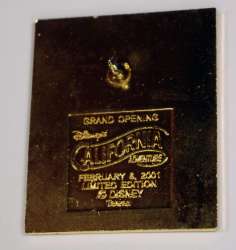 GRAND OPENING
Disney's
CALIFORNIA
ADVENTURE
FEBRUARY 8, 2001
LIMITED EDITION
© DISNEY